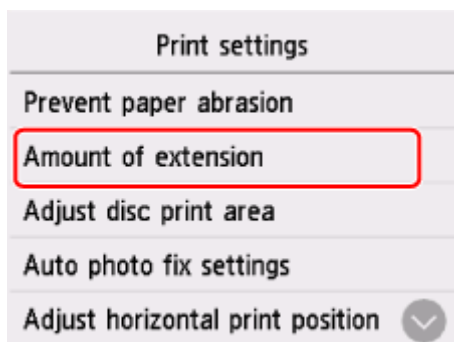 Print settings
Prevent paper abrasion
Amount of extension
Adjust disc print area
Auto photo fix settings
Adjust horizontal print position